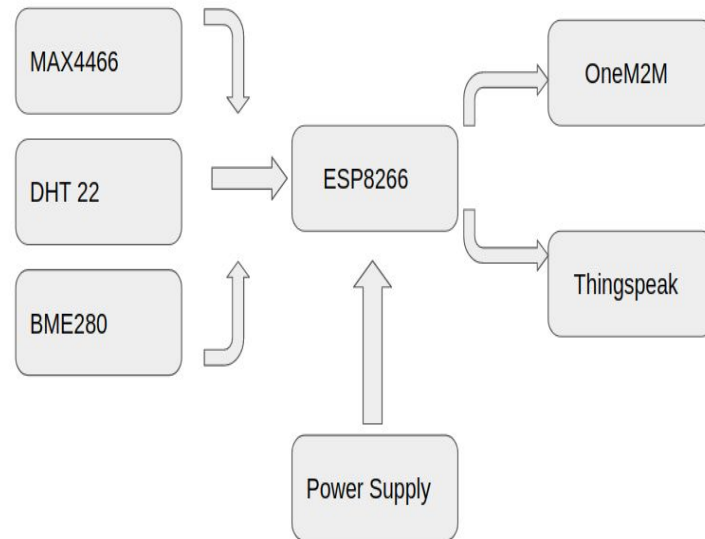 MAX4466
DHT 22
BME280
ESP8266
Power Supply
OneM2M
Thingspeak